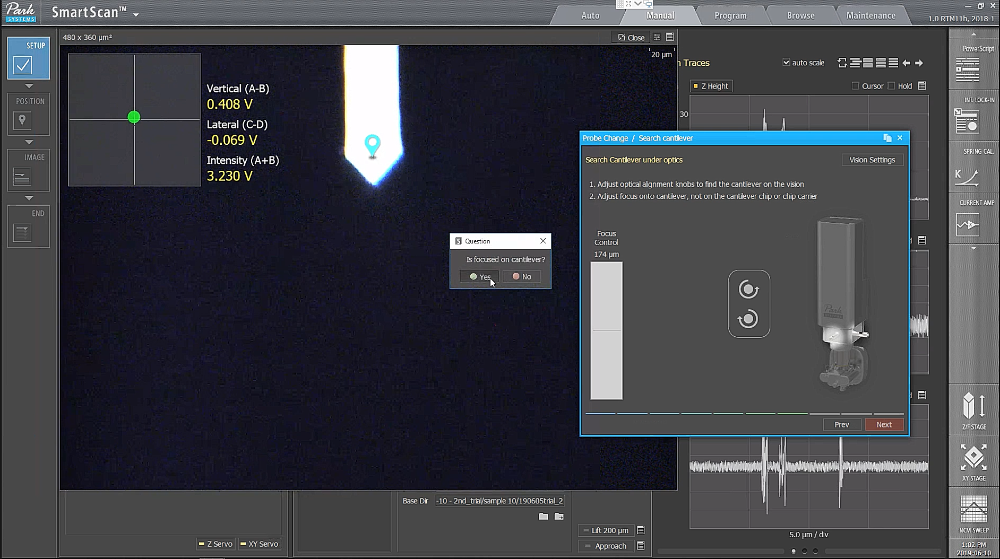 Park
SYSTEMS
SmartScan™
Auto
Manual
Program
Browse
Maintenance
1.0 RTM11h, 2018-1
SETUP
POSITION
IMAGE
END
480 x 360 µm²
Close
20 µm
Vertical (A-B)
0.408 V
Lateral (C-D)
-0.069 V
Intensity (A+B)
3.230 V
Traces
auto scale
Z Height
Cursor
Hold
30
Probe Change / Search cantilever
Search Cantilever under optics
Vision Settings
1. Adjust optical alignment knobs to find the cantilever on the vision
2. Adjust focus onto cantilever, not on the cantilever chip or chip carrier
Focus
Control
174 µm
Park
SYSTEMS
Prev
Next
Question
Is focused on cantilever?
Yes
No
5.0 µm / div
Base Dir
-10 - 2nd_trial/sample 10/190605trial_2
Lift 200 µm
Approach
Z Servo
XY Servo
PowerScript
INT. LOCK-IN
SPRING CAL.
K
CURRENT AMP
Z/F STAGE
XY STAGE
NCM SWEEP
1:02 PM
2019-06-10